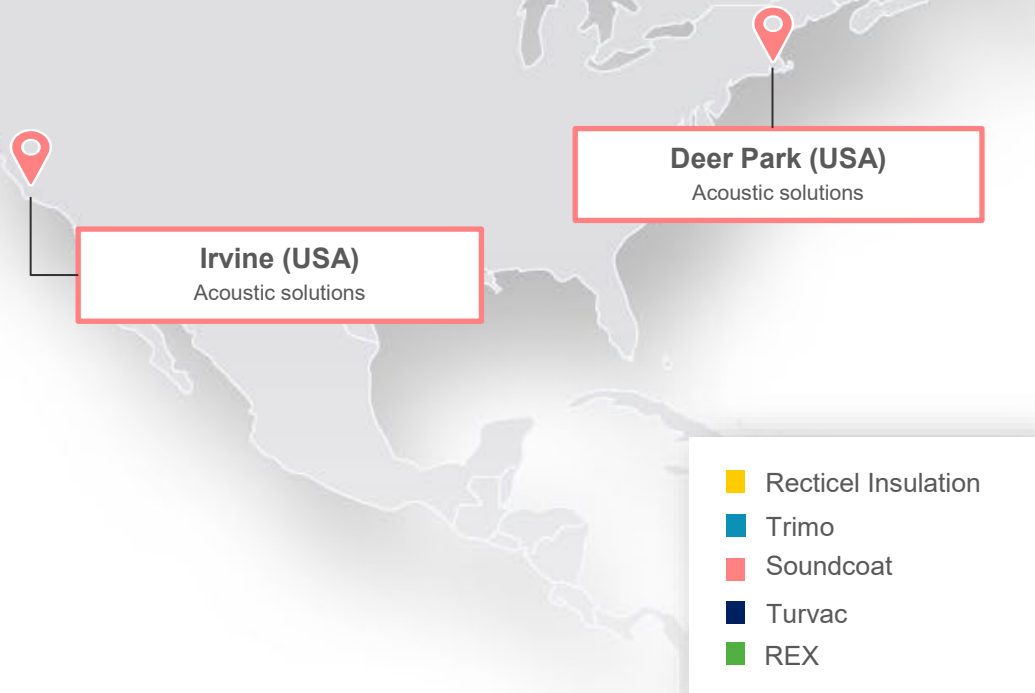 Deer Park (USA)
Acoustic solutions
Irvine (USA)
Acoustic solutions
Recticel Insulation
Trimo
Soundcoat
Turvac
REX